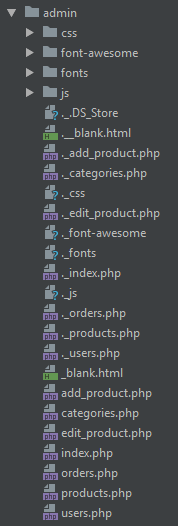 admin
css
font-awesome
fonts
js
._.DS_Store
.__blank.html
._add_product.php
._categories.php
._css
._edit_product.php
._font-awesome
._fonts
._index.php
._js
._orders.php
._products.php
._users.php
_blank.html
add_product.php
categories.php
edit_product.php
index.php
orders.php
products.php
users.php